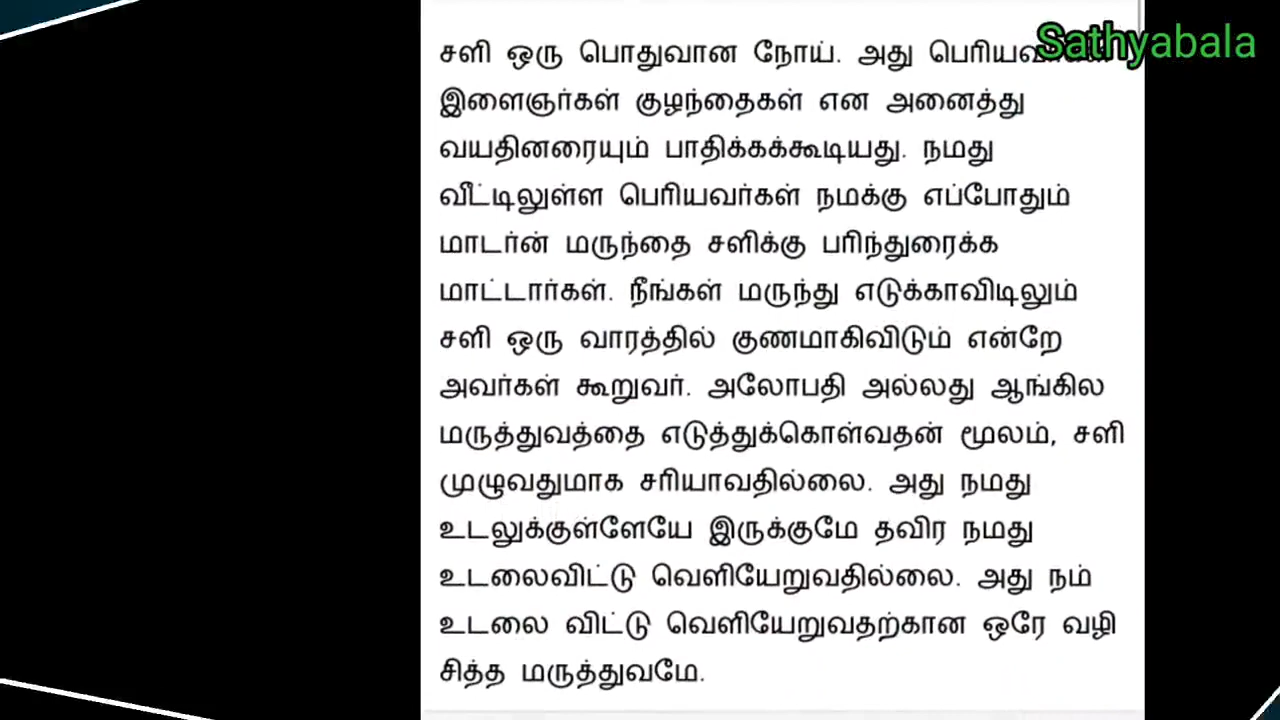 Sathyabala
சளி ஒரு பொதுவான நோய். அது
இளைஞர்கள் குழந்தைகள் என அனைத்து
வயதினரையும் பாதிக்கக்கூடியது. நமது
வீட்டிலுள்ள பெரியவர்கள் நமக்கு எப்போதும்
மாடர்ன் மருந்தை சளிக்கு பரிந்துரைக்க
மாட்டார்கள். நீங்கள் மருந்து எடுக்காவிடிலும்
சளி ஒரு வாரத்தில் குணமாகிவிடும் என்றே
அவர்கள் கூறுவர். அலோபதி அல்லது ஆங்கில
மருத்துவத்தை எடுத்துக்கொள்வதன் மூலம், சளி
முழுவதுமாக சரியாவதில்லை. அது நமது
உடலுக்குள்ளேயே இருக்குமே தவிர நமது
உடலைவிட்டு வெளியேறுவதில்லை. அது நம்
உடலை விட்டு வெளியேறுவதற்கான ஒரே வழி
சித்த மருத்துவமே.